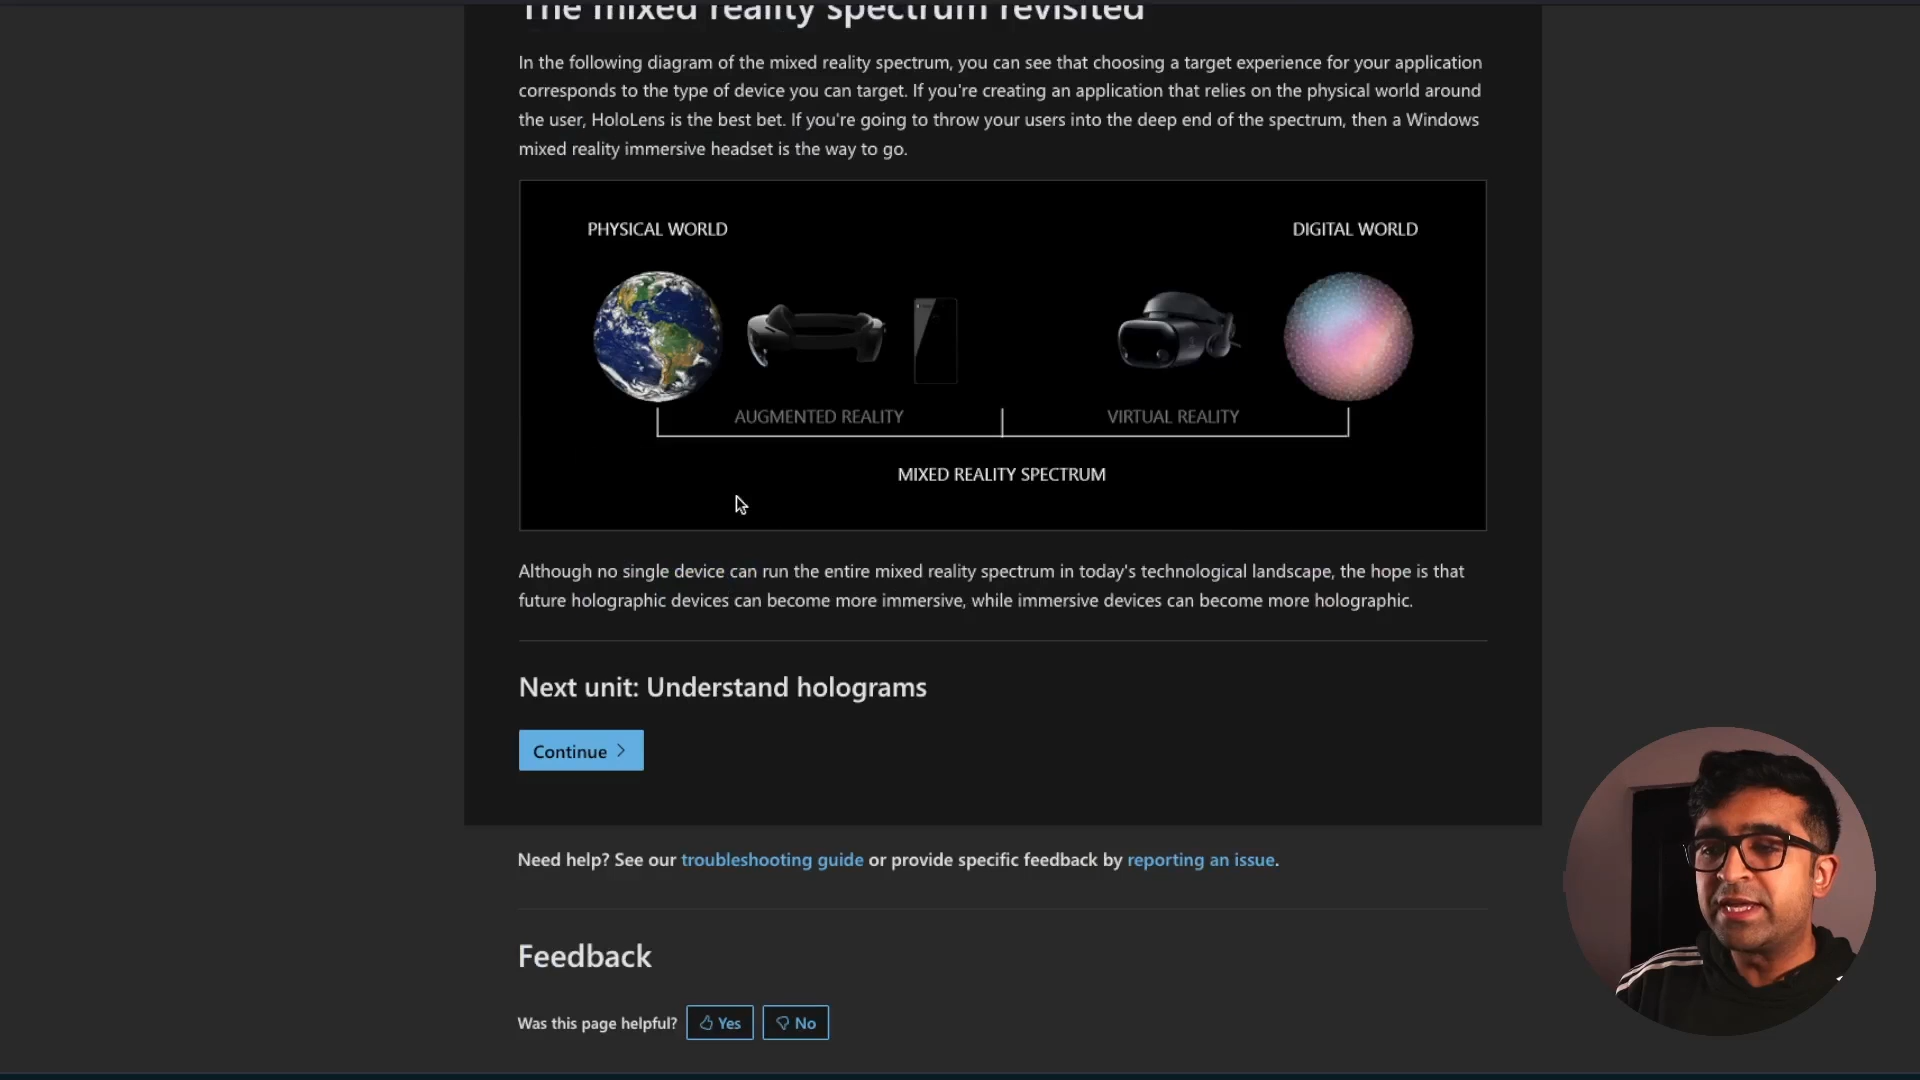 The mixed reality spectrum revisited
In the following diagram of the mixed reality spectrum, you can see that choosing a target experience for your application
corresponds to the type of device you can target. If you're creating an application that relies on the physical world around
the user, HoloLens is the best bet. If you're going to throw your users into the deep end of the spectrum, then a Windows
mixed reality immersive headset is the way to go.
PHYSICAL WORLD
DIGITAL WORLD
AUGMENTED REALITY
VIRTUAL REALITY
MIXED REALITY SPECTRUM
Although no single device can run the entire mixed reality spectrum in today's technological landscape, the hope is that
future holographic devices can become more immersive, while immersive devices can become more holographic.
Next unit: Understand holograms
Continue
Need help? See our troubleshooting guide or provide specific feedback by reporting an issue.
Feedback
Was this page helpful? Yes No